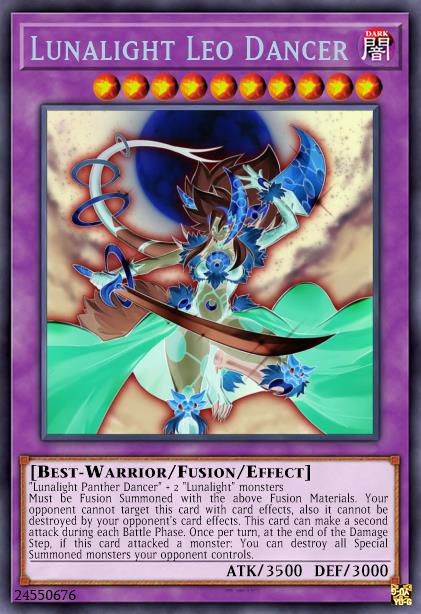 Lunalight Leo Dancer
DARK
闇
[Best-Warrior/Fusion/Effect]
"Lunalight Panther Dancer" + 2 "Lunalight" monsters
Must be Fusion Summoned with the above Fusion Materials. Your
opponent cannot target this card with card effects, also it cannot be
destroyed by your opponent's card effects. This card can make a second
attack during each Battle Phase. Once per turn, at the end of the Damage
Step, if this card attacked a monster: You can destroy all Special
Summoned monsters your opponent controls.
ATK/3500 DEF/3000
24550676